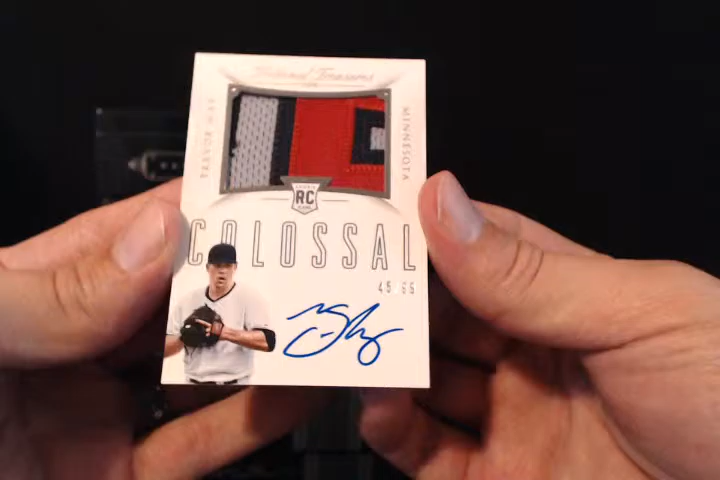 National Treasures
TREVOR MAY
MINNESOTA
RC
COLOSSAL
45/65